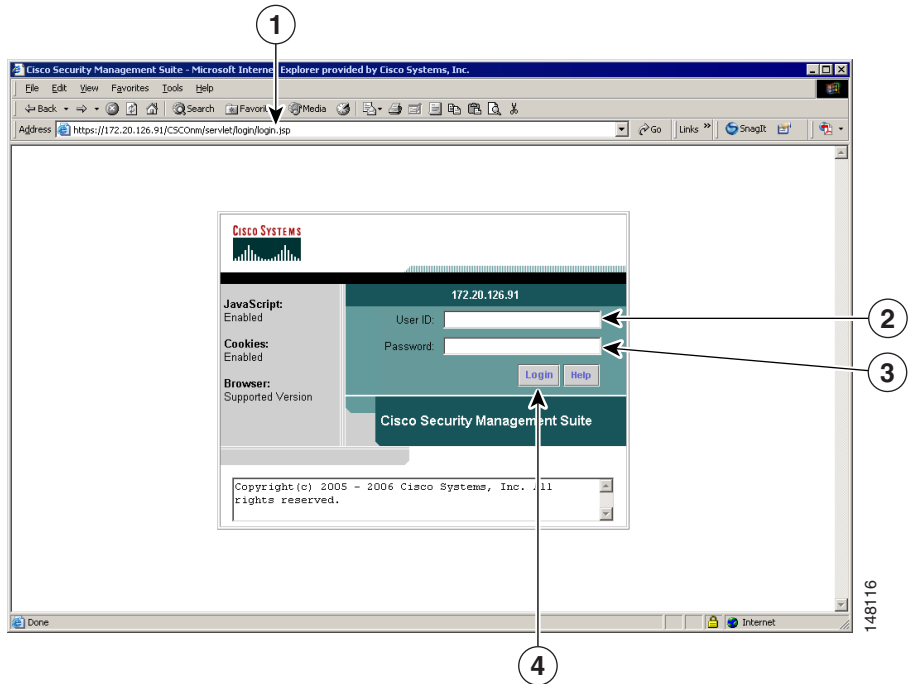 1
Cisco Security Management Suite - Microsoft Internet Explorer provided by Cisco Systems, Inc.
File Edit View Favorites Tools Help
Back Search Media
Address https://172.20.126.91/CSCOnm/servlet/login/login.jsp Go Links » SnagIt
CISCO SYSTEMS
172.20.126.91
JavaScript:
Enabled
User ID:
2
Cookies:
Enabled
Password:
3
Browser:
Supported Version
Login Help
Cisco Security Management Suite
Copyright(c) 2005 - 2006 Cisco Systems, Inc. All
rights reserved.
148116
Done Internet
4